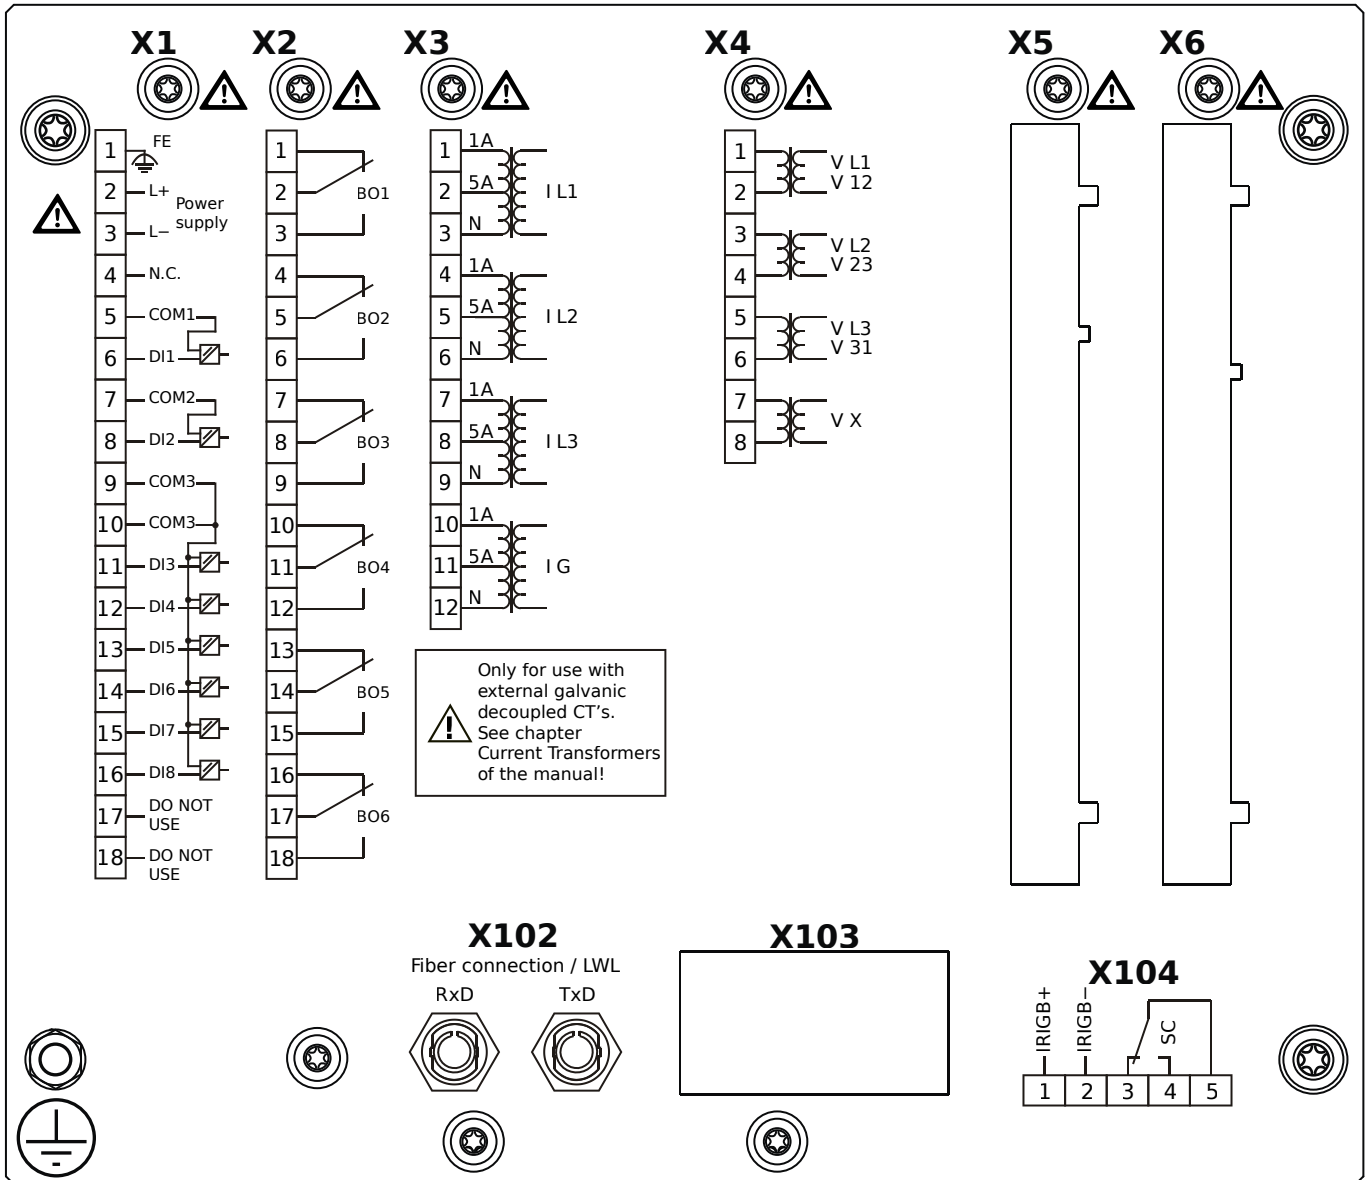 X1
X2
X3
X4
X5
X6
1
FE
2
L+
Power
supply
3
L−
4
N.C.
5
COM1
6
DI1
7
COM2
8
DI2
9
COM3
10
COM3
11
DI3
12
DI4
13
DI5
14
DI6
15
DI7
16
DI8
17
DO NOT
USE
18
DO NOT
USE
1
2
BO1
3
4
5
BO2
6
7
8
BO3
9
10
11
BO4
12
13
14
BO5
15
16
17
BO6
18
1
1A
2
5A
I L1
3
N
4
1A
5
5A
I L2
6
N
7
1A
8
5A
I L3
9
N
10
1A
11
5A
I G
12
N
Only for use with
external galvanic
decoupled CT's.
See chapter
Current Transformers
of the manual!
1
V L1
2
V 12
3
V L2
4
V 23
5
V L3
6
V 31
7
V X
8
X102
Fiber connection / LWL
RxD
TxD
X103
X104
IRIGB+
IRIGB−
SC
1
2
3
4
5